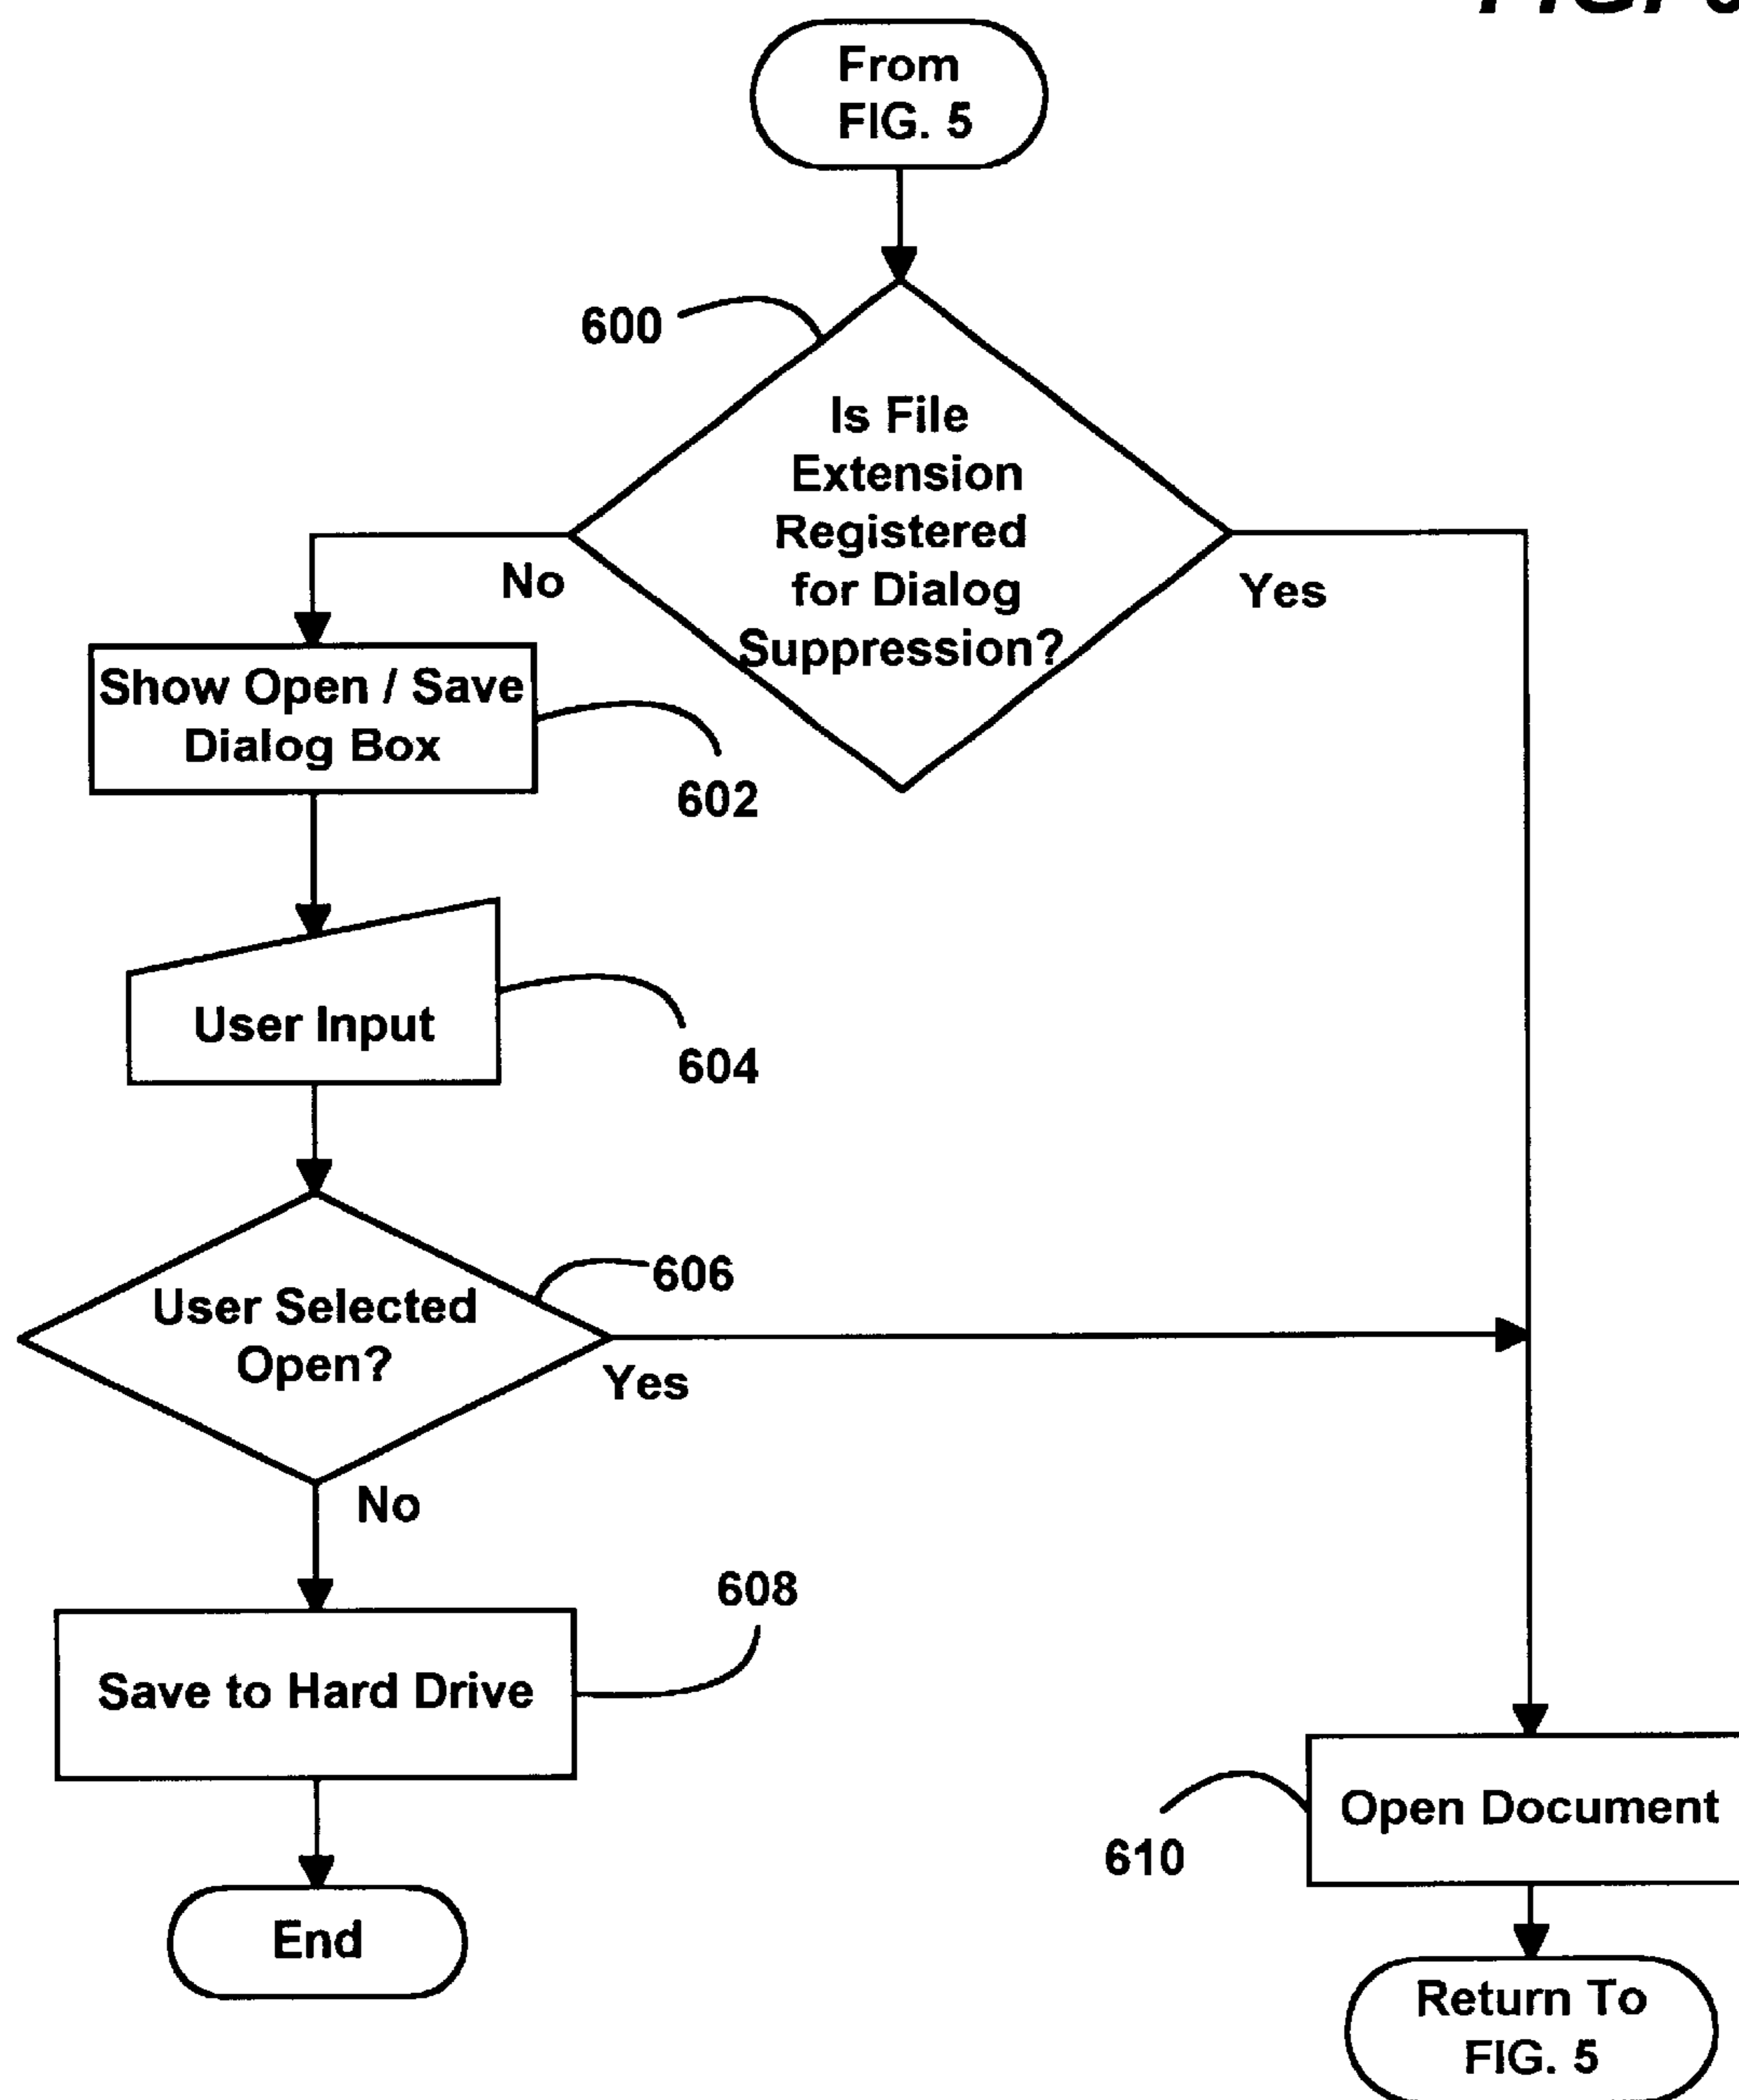 From
FIG. 5
600
Is File
Extension
Registered
for Dialog
Suppression?
No
Yes
Show Open / Save
Dialog Box
602
User Input
604
606
User Selected
Open?
Yes
No
608
Save to Hard Drive
610
Open Document
End
Return To
FIG. 5